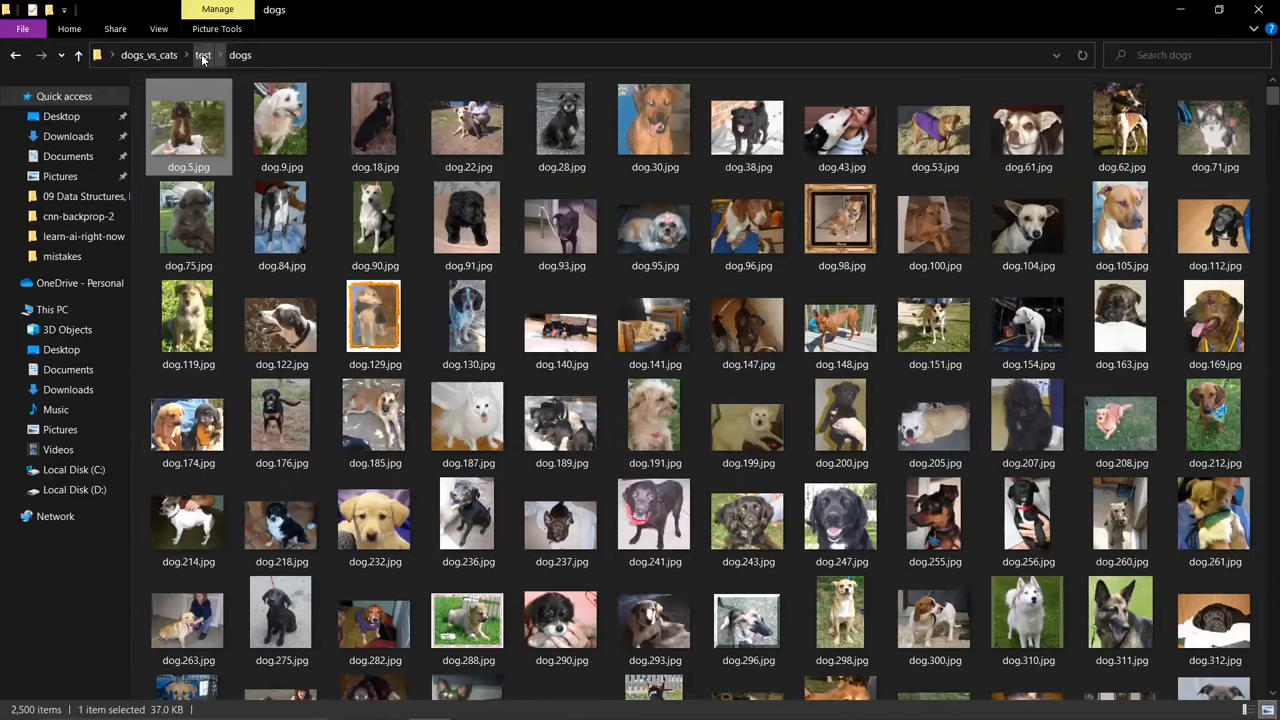 Manage
dogs
File
Home
Share
View
Picture Tools
dogs_vs_cats
test
dogs
Search dogs
Quick access
Desktop
Downloads
Documents
Pictures
09 Data Structures,
cnn-backprop-2
learn-ai-right-now
mistakes
OneDrive - Personal
This PC
3D Objects
Desktop
Documents
Downloads
Music
Pictures
Videos
Local Disk (C:)
Local Disk (D:)
Network
dog.5.jpg dog.9.jpg dog.18.jpg dog.22.jpg dog.28.jpg dog.30.jpg dog.38.jpg dog.43.jpg dog.53.jpg dog.61.jpg dog.62.jpg dog.71.jpg
dog.75.jpg dog.84.jpg dog.90.jpg dog.91.jpg dog.93.jpg dog.95.jpg dog.96.jpg dog.98.jpg dog.100.jpg dog.104.jpg dog.105.jpg dog.112.jpg
dog.119.jpg dog.122.jpg dog.129.jpg dog.130.jpg dog.140.jpg dog.141.jpg dog.147.jpg dog.148.jpg dog.151.jpg dog.154.jpg dog.163.jpg dog.169.jpg
dog.174.jpg dog.176.jpg dog.185.jpg dog.187.jpg dog.189.jpg dog.191.jpg dog.199.jpg dog.200.jpg dog.205.jpg dog.207.jpg dog.208.jpg dog.212.jpg
dog.214.jpg dog.218.jpg dog.232.jpg dog.236.jpg dog.237.jpg dog.241.jpg dog.243.jpg dog.247.jpg dog.255.jpg dog.256.jpg dog.260.jpg dog.261.jpg
dog.263.jpg dog.275.jpg dog.282.jpg dog.288.jpg dog.290.jpg dog.293.jpg dog.296.jpg dog.298.jpg dog.300.jpg dog.310.jpg dog.311.jpg dog.312.jpg
2,500 items
1 item selected 37.0 KB